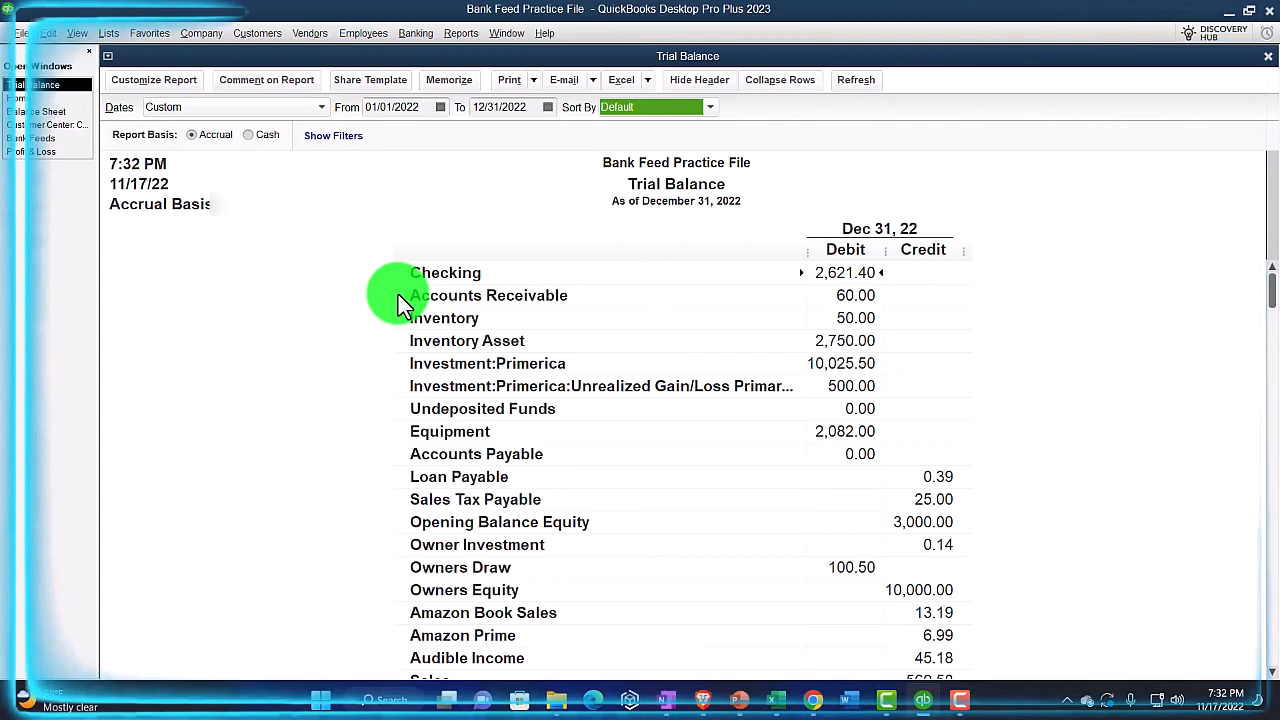 Bank Feed Practice File - QuickBooks Desktop Pro Plus 2023
File Edit View Lists Favorites Company Customers Vendors Employees Banking Reports Window Help
DISCOVERY
HUB
Open Windows
Trial Balance
Home
Balance Sheet
Customer Center: C...
Bank Feeds
Profit & Loss
Trial Balance
Customize Report Comment on Report Share Template Memorize Print E-mail Excel Hide Header Collapse Rows Refresh
Dates Custom From 01/01/2022 To 12/31/2022 Sort By Default
Report Basis: Accrual Cash Show Filters
7:32 PM
11/17/22
Accrual Basis
Bank Feed Practice File
Trial Balance
As of December 31, 2022
Dec 31, 22
Debit Credit
Checking 2,621.40
Accounts Receivable 60.00
Inventory 50.00
Inventory Asset 2,750.00
Investment:Primerica 10,025.50
Investment:Primerica:Unrealized Gain/Loss Primar... 500.00
Undeposited Funds 0.00
Equipment 2,082.00
Accounts Payable 0.00
Loan Payable 0.39
Sales Tax Payable 25.00
Opening Balance Equity 3,000.00
Owner Investment 0.14
Owners Draw 100.50
Owners Equity 10,000.00
Amazon Book Sales 13.19
Amazon Prime 6.99
Audible Income 45.18
Mostly clear
Search
7:32 PM
11/17/2022